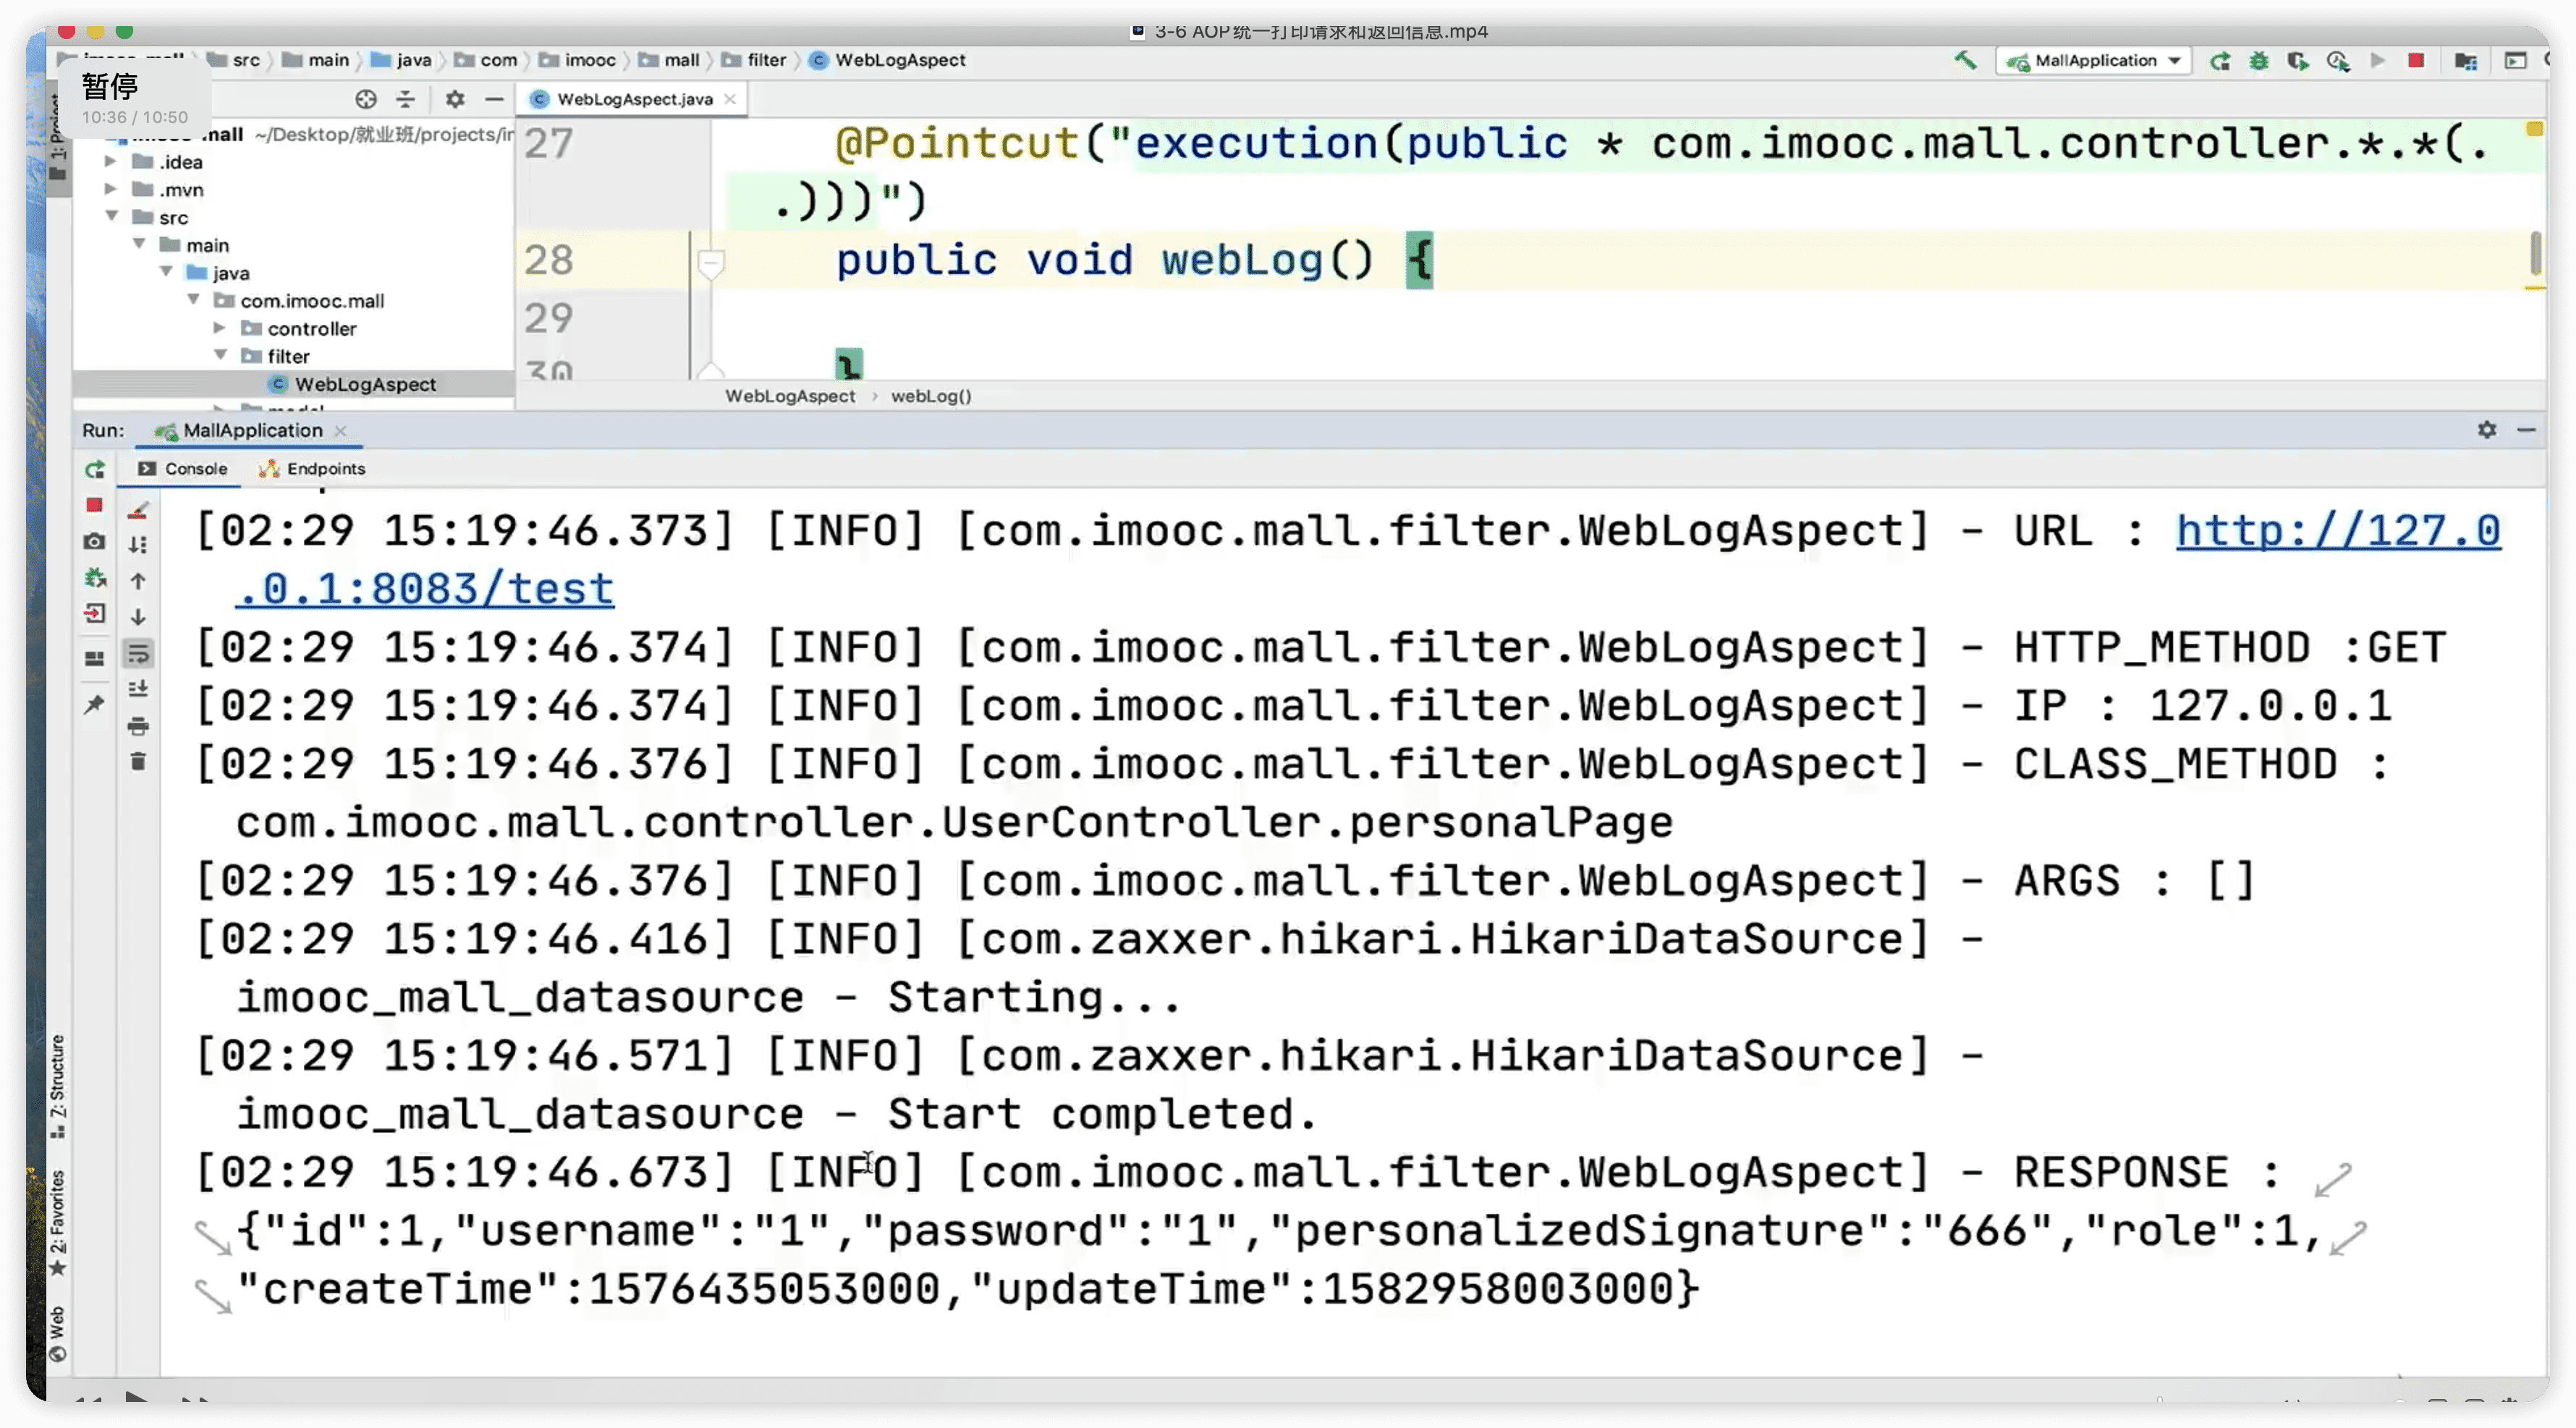 3-6 AOP统一打印请求和返回信息.mp4
src main java com imooc mall filter WebLogAspect
MallApplication
暂停
10:36 / 10:50
1: Project
WebLogAspect.java
~/Desktop/就业班/projects/in
.idea
.mvn
src
main
java
com.imooc.mall
controller
filter
WebLogAspect
27 @Pointcut("execution(public * com.imooc.mall.controller.*.*(.
.)))")
28 public void webLog() {
29
30 }
WebLogAspect › webLog()
Run: MallApplication
Console Endpoints
[02:29 15:19:46.373] [INFO] [com.imooc.mall.filter.WebLogAspect] - URL : http://127.0
.0.1:8083/test
[02:29 15:19:46.374] [INFO] [com.imooc.mall.filter.WebLogAspect] - HTTP_METHOD :GET
[02:29 15:19:46.374] [INFO] [com.imooc.mall.filter.WebLogAspect] - IP : 127.0.0.1
[02:29 15:19:46.376] [INFO] [com.imooc.mall.filter.WebLogAspect] - CLASS_METHOD :
com.imooc.mall.controller.UserController.personalPage
[02:29 15:19:46.376] [INFO] [com.imooc.mall.filter.WebLogAspect] - ARGS : []
[02:29 15:19:46.416] [INFO] [com.zaxxer.hikari.HikariDataSource] -
imooc_mall_datasource - Starting...
[02:29 15:19:46.571] [INFO] [com.zaxxer.hikari.HikariDataSource] -
imooc_mall_datasource - Start completed.
[02:29 15:19:46.673] [INFO] [com.imooc.mall.filter.WebLogAspect] - RESPONSE :
{"id":1,"username":"1","password":"1","personalizedSignature":"666","role":1,
"createTime":1576435053000,"updateTime":1582958003000}
7: Structure
2: Favorites
Web